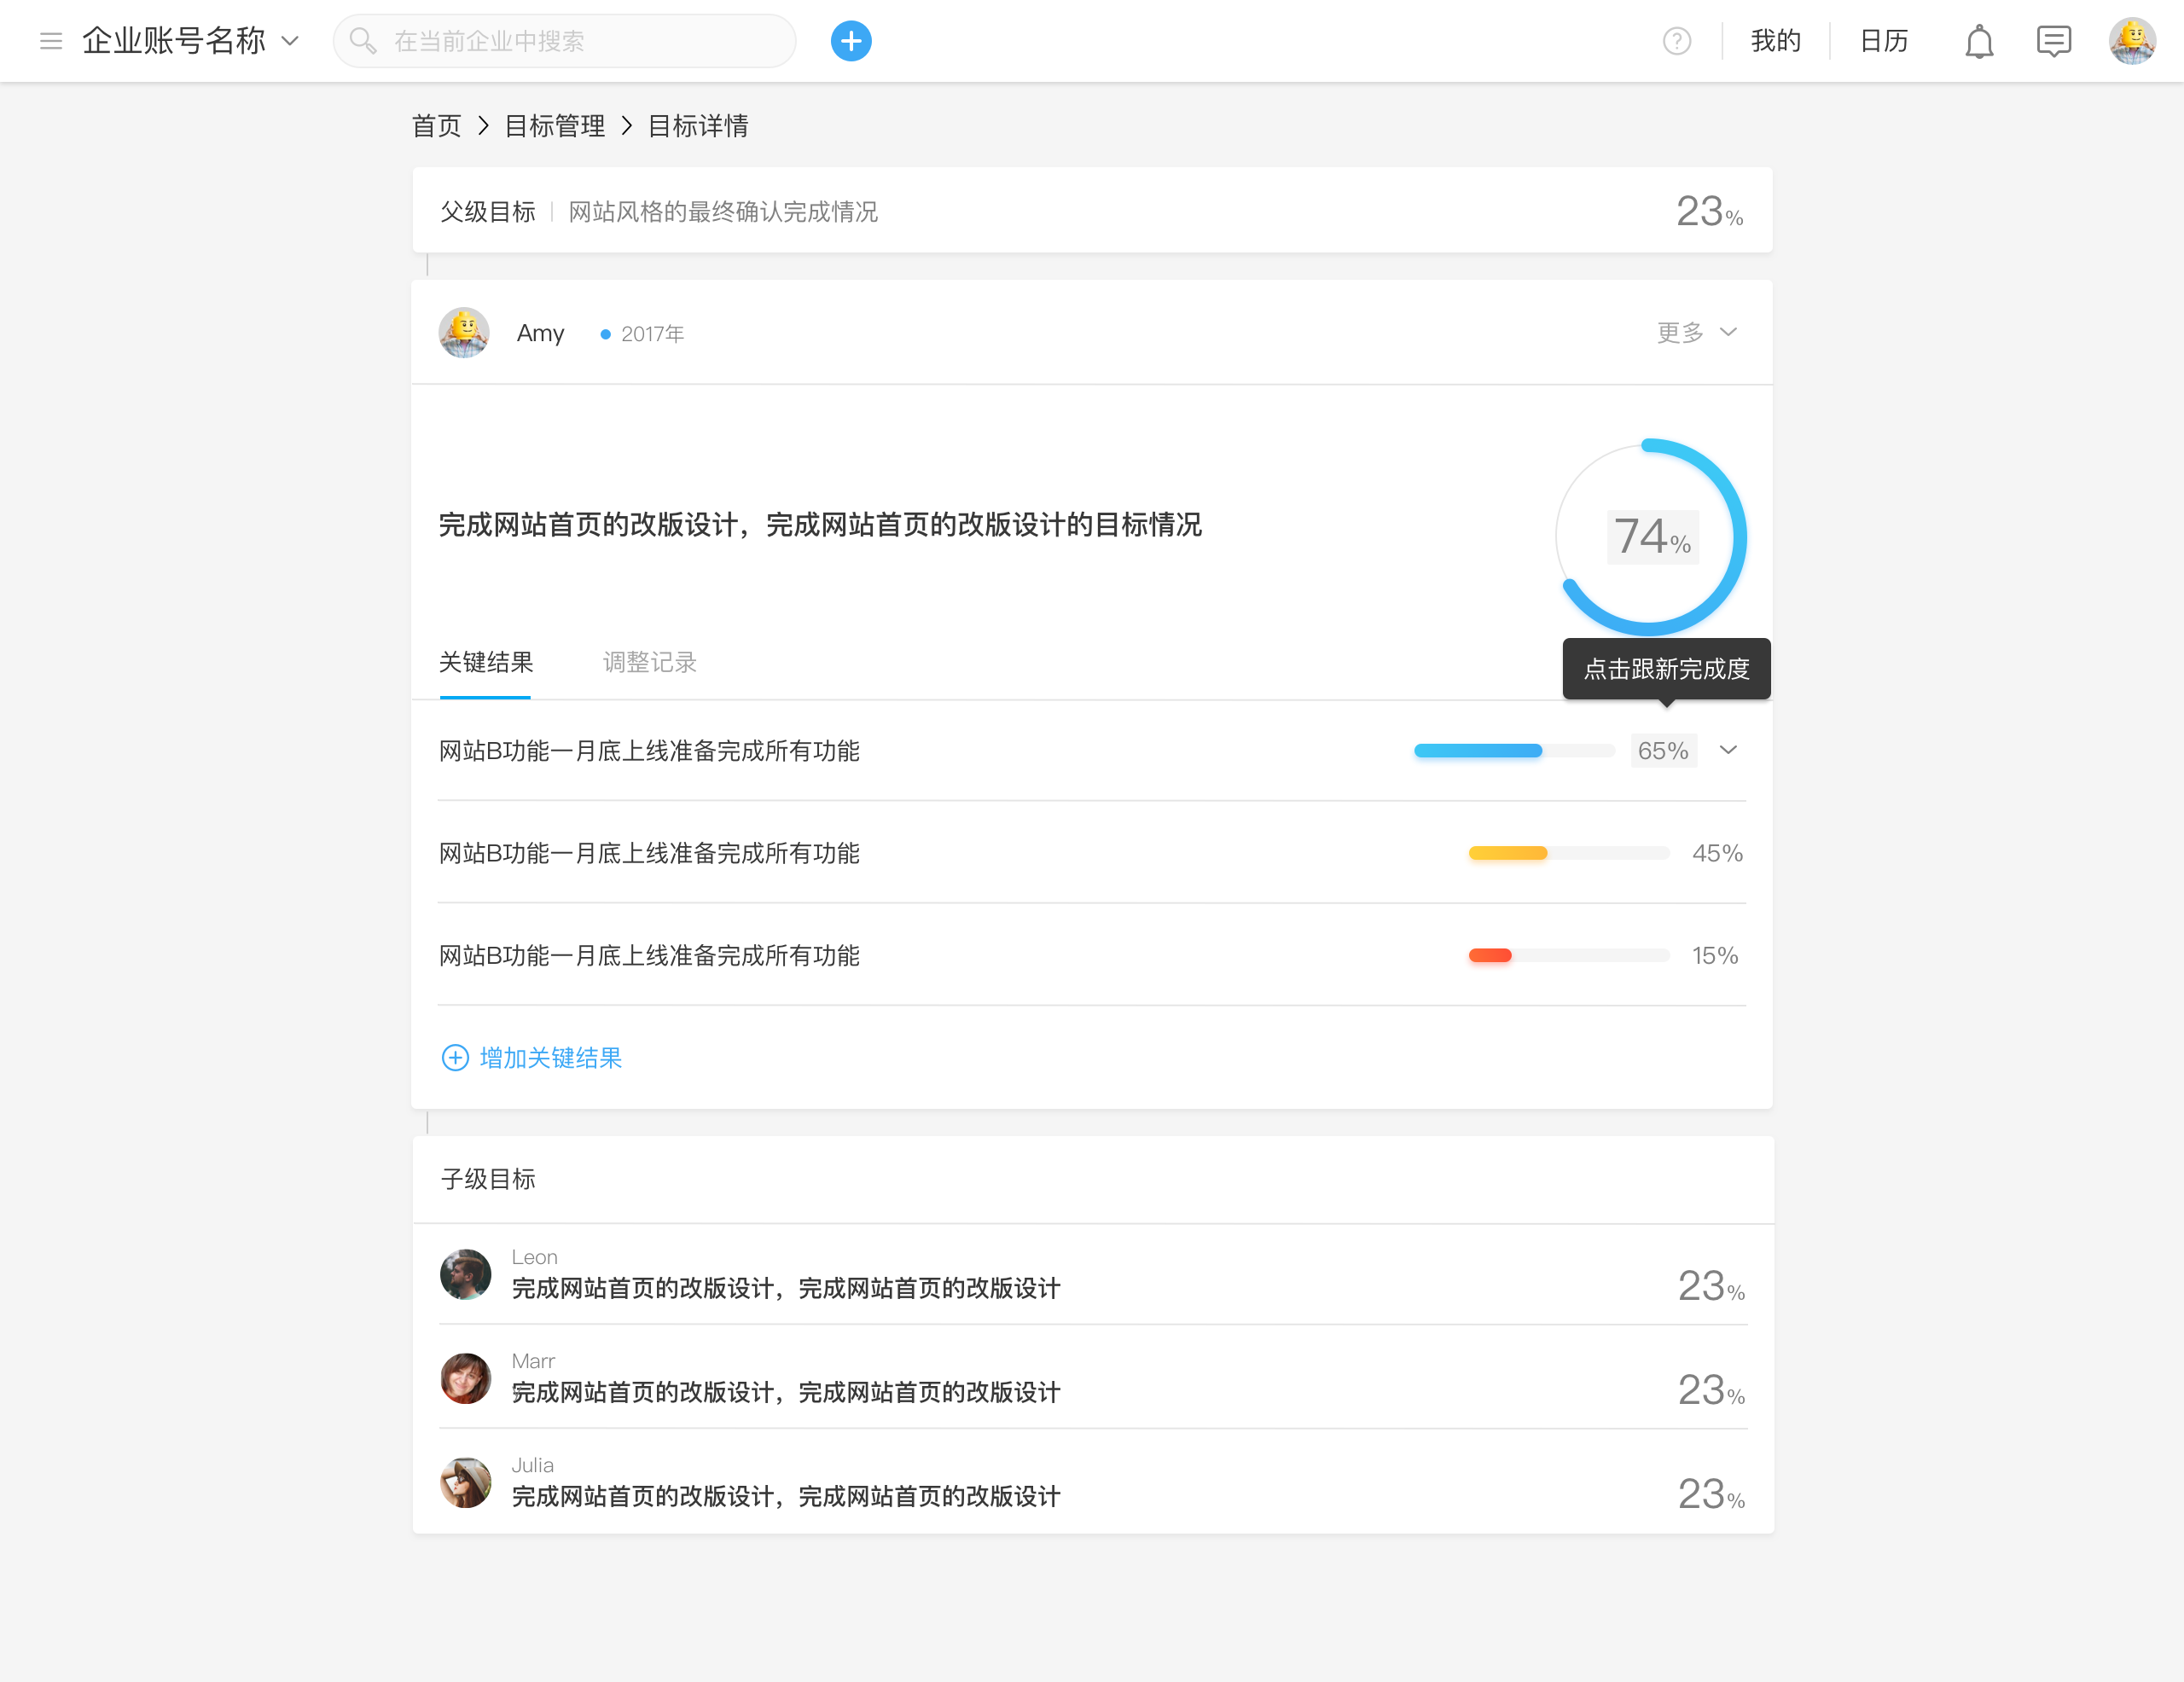 企业账号名称
在当前企业中搜索
我的
日历
首页 > 目标管理 > 目标详情
父级目标 | 网站风格的最终确认完成情况 23%
Amy 2017年 更多
完成网站首页的改版设计，完成网站首页的改版设计的目标情况
74%
关键结果 调整记录
点击跟新完成度
网站B功能一月底上线准备完成所有功能 65%
网站B功能一月底上线准备完成所有功能 45%
网站B功能一月底上线准备完成所有功能 15%
增加关键结果
子级目标
Leon
完成网站首页的改版设计，完成网站首页的改版设计 23%
Marr
完成网站首页的改版设计，完成网站首页的改版设计 23%
Julia
完成网站首页的改版设计，完成网站首页的改版设计 23%